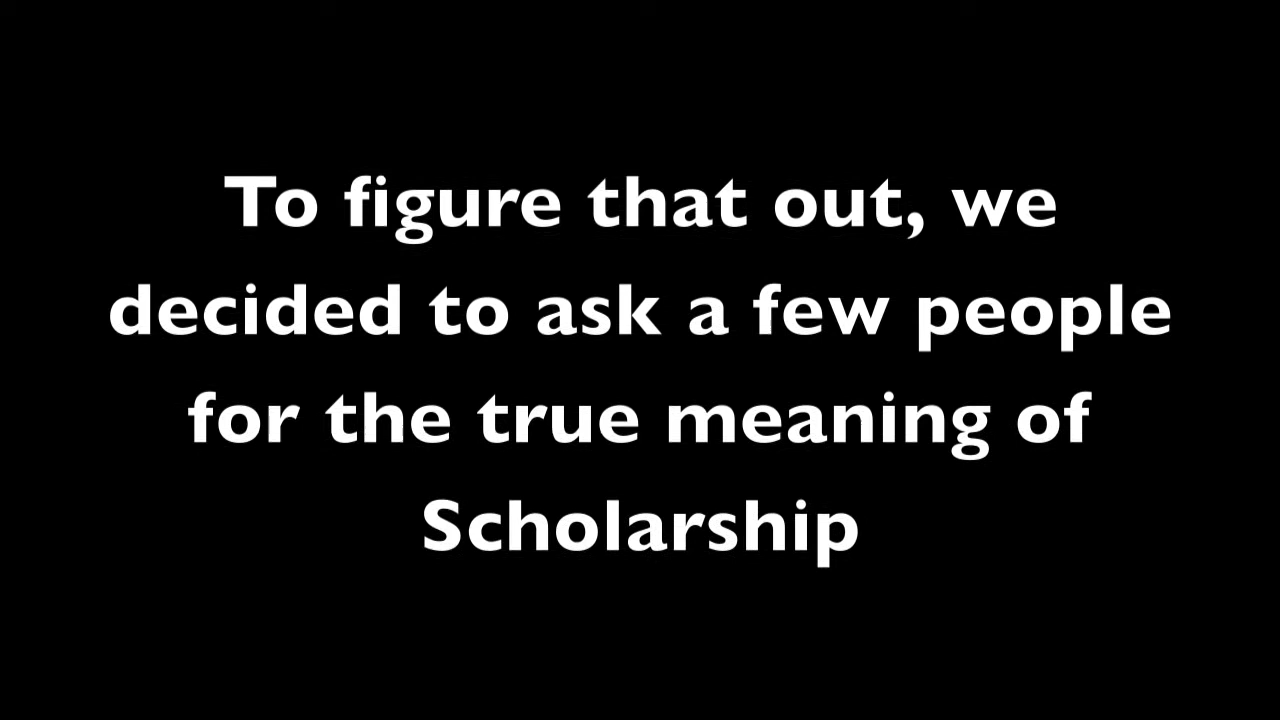 To figure that out, we
decided to ask a few people
for the true meaning of
Scholarship